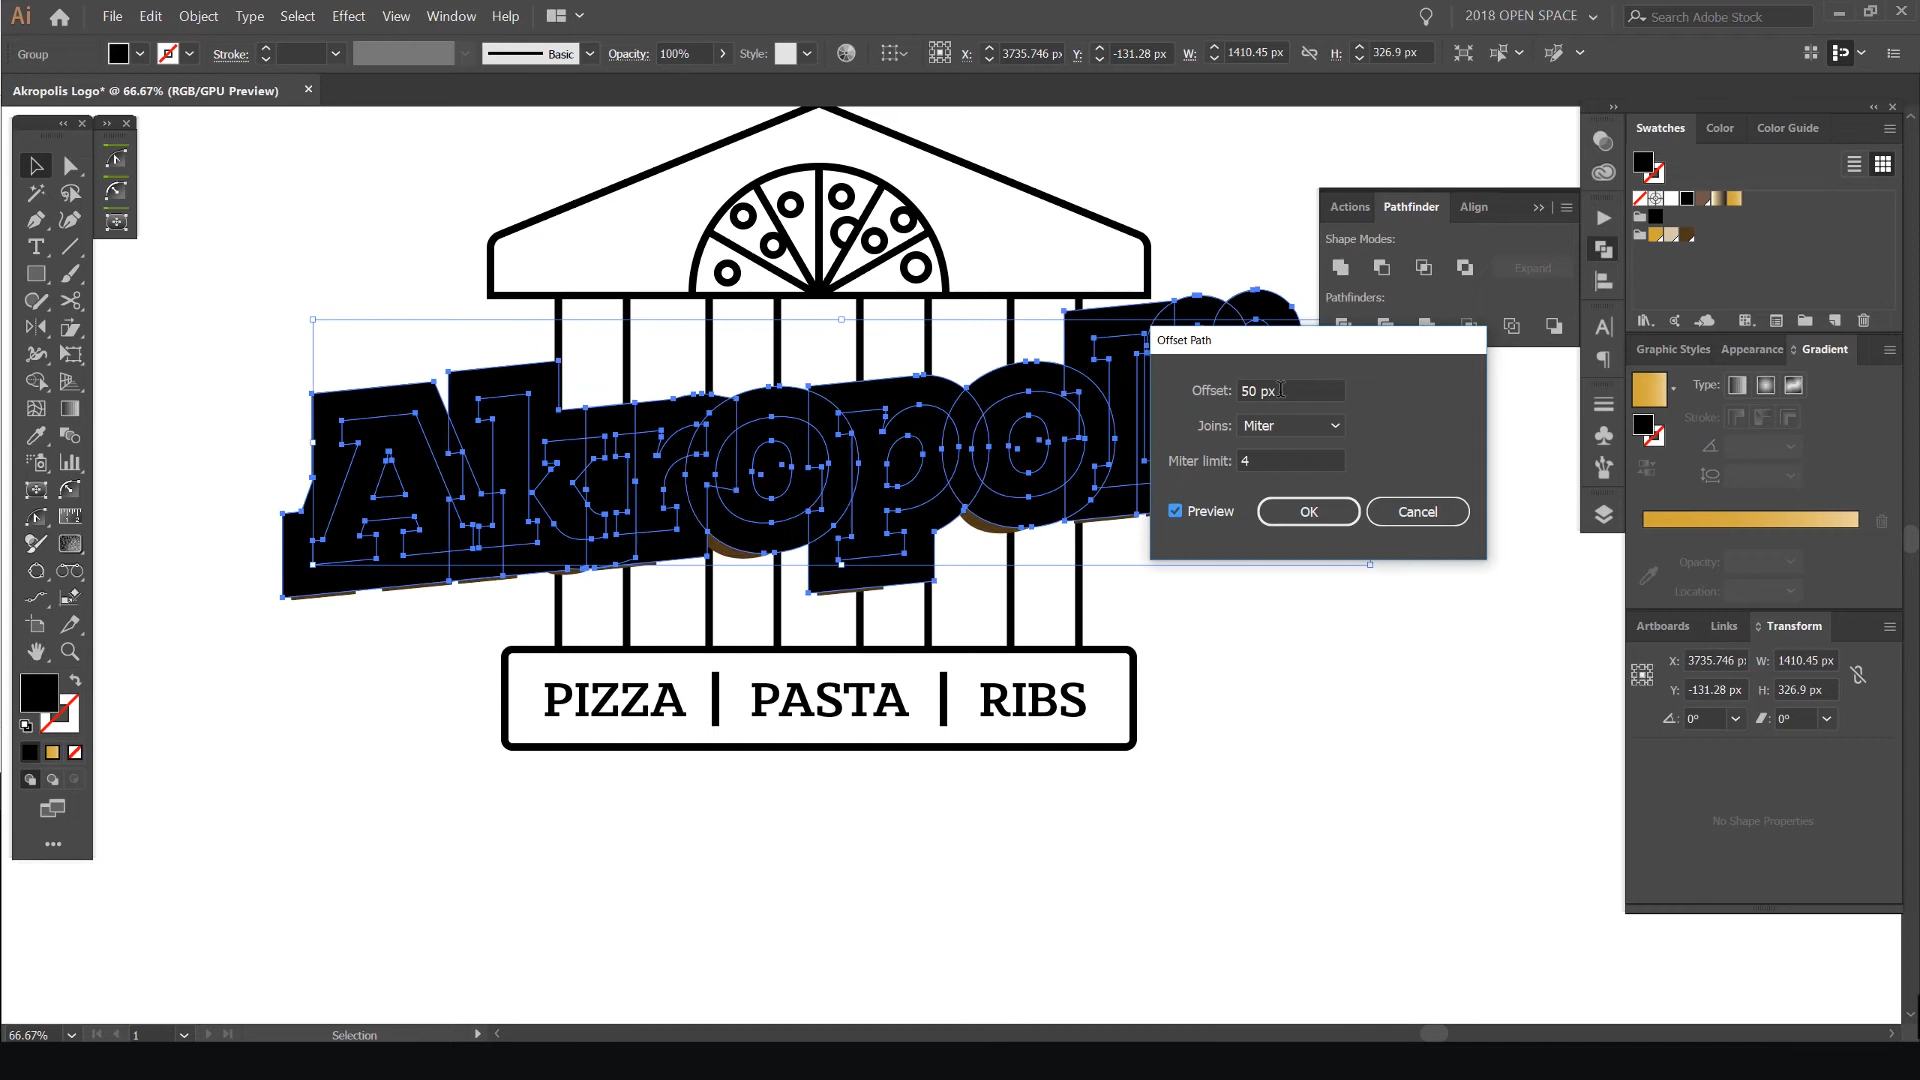 Ai File Edit Object Type Select Effect View Window Help 2018 OPEN SPACE Search Adobe Stock
Group Stroke: Basic Opacity: 100% Style: X: 3735.746 px Y: -131.28 px W: 1410.45 px H: 326.9 px
Akropolis Logo* @ 66.67% (RGB/GPU Preview)
Swatches Color Color Guide
Actions Pathfinder Align
Shape Modes:
Expand
Pathfinders:
Offset Path
Offset: 50 px
Joins: Miter
Miter limit: 4
Preview OK Cancel
Akropol
PIZZA | PASTA | RIBS
Graphic Styles Appearance Gradient
Type:
Stroke:
Opacity:
Location:
Artboards Links Transform
X: 3735.746 px W: 1410.45 px
Y: -131.28 px H: 326.9 px
0° 0°
No Shape Properties
66.67% 1 Selection